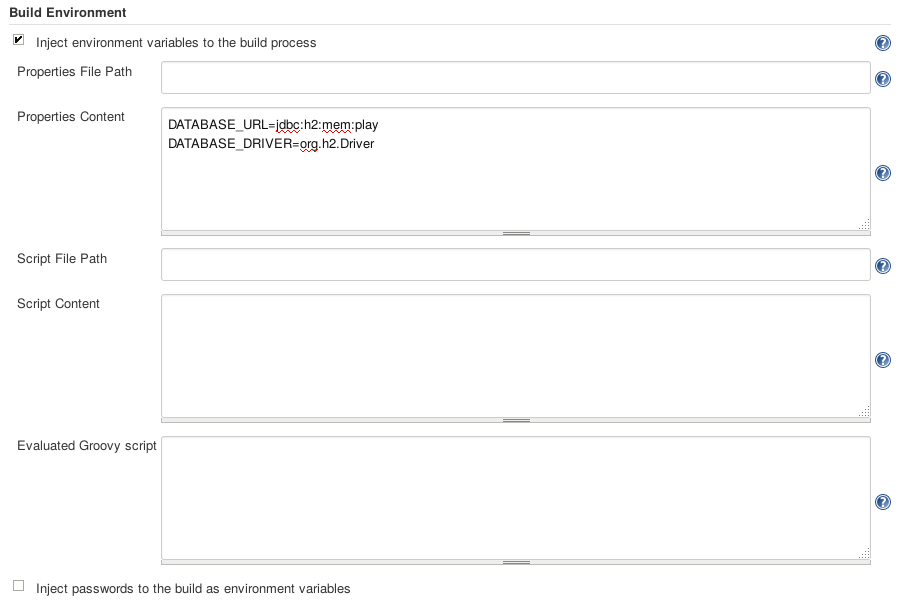 Build Environment
Inject environment variables to the build process
Properties File Path
Properties Content
DATABASE_URL=jdbc:h2:mem:play
DATABASE_DRIVER=org.h2.Driver
Script File Path
Script Content
Evaluated Groovy script
Inject passwords to the build as environment variables